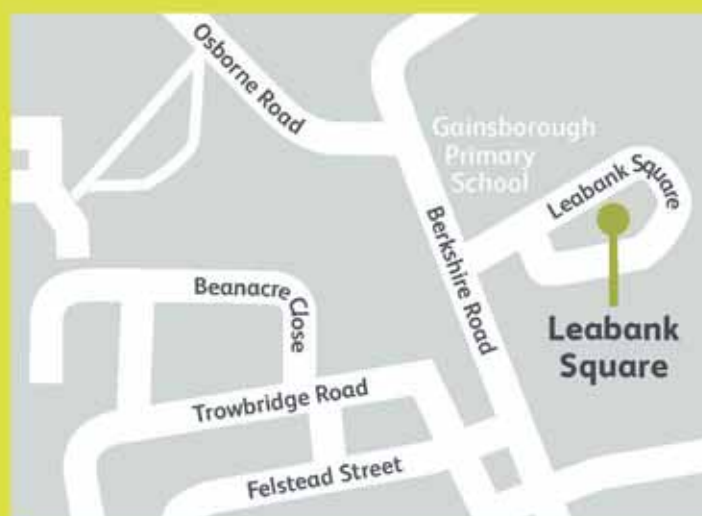 Osborne Road
Gainsborough
Primary
School
Leabank Square
Berkshire Road
Beanacre Close
Leabank
Square
Trowbridge Road
Felstead Street